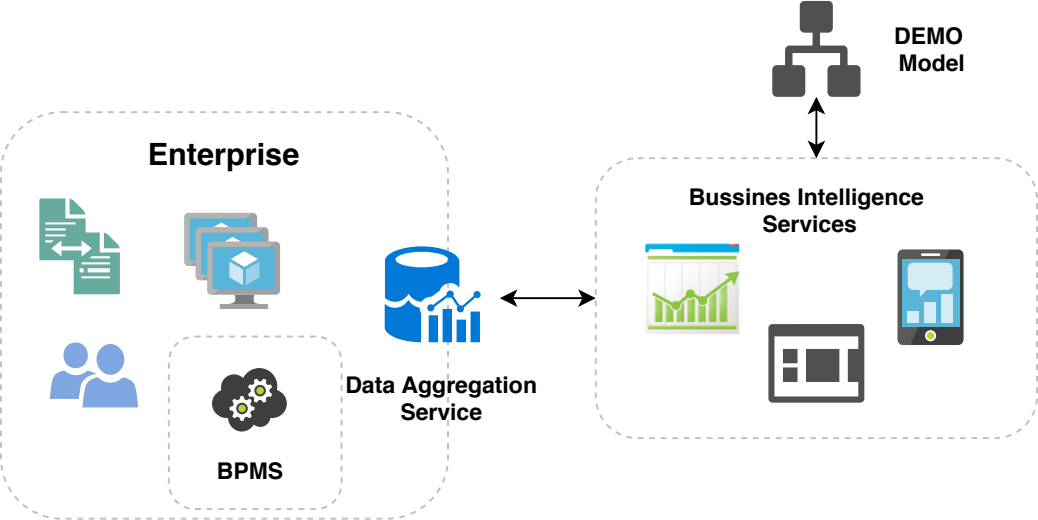 DEMO
Model
Enterprise
Bussines Intelligence
Services
Data Aggregation
Service
BPMS